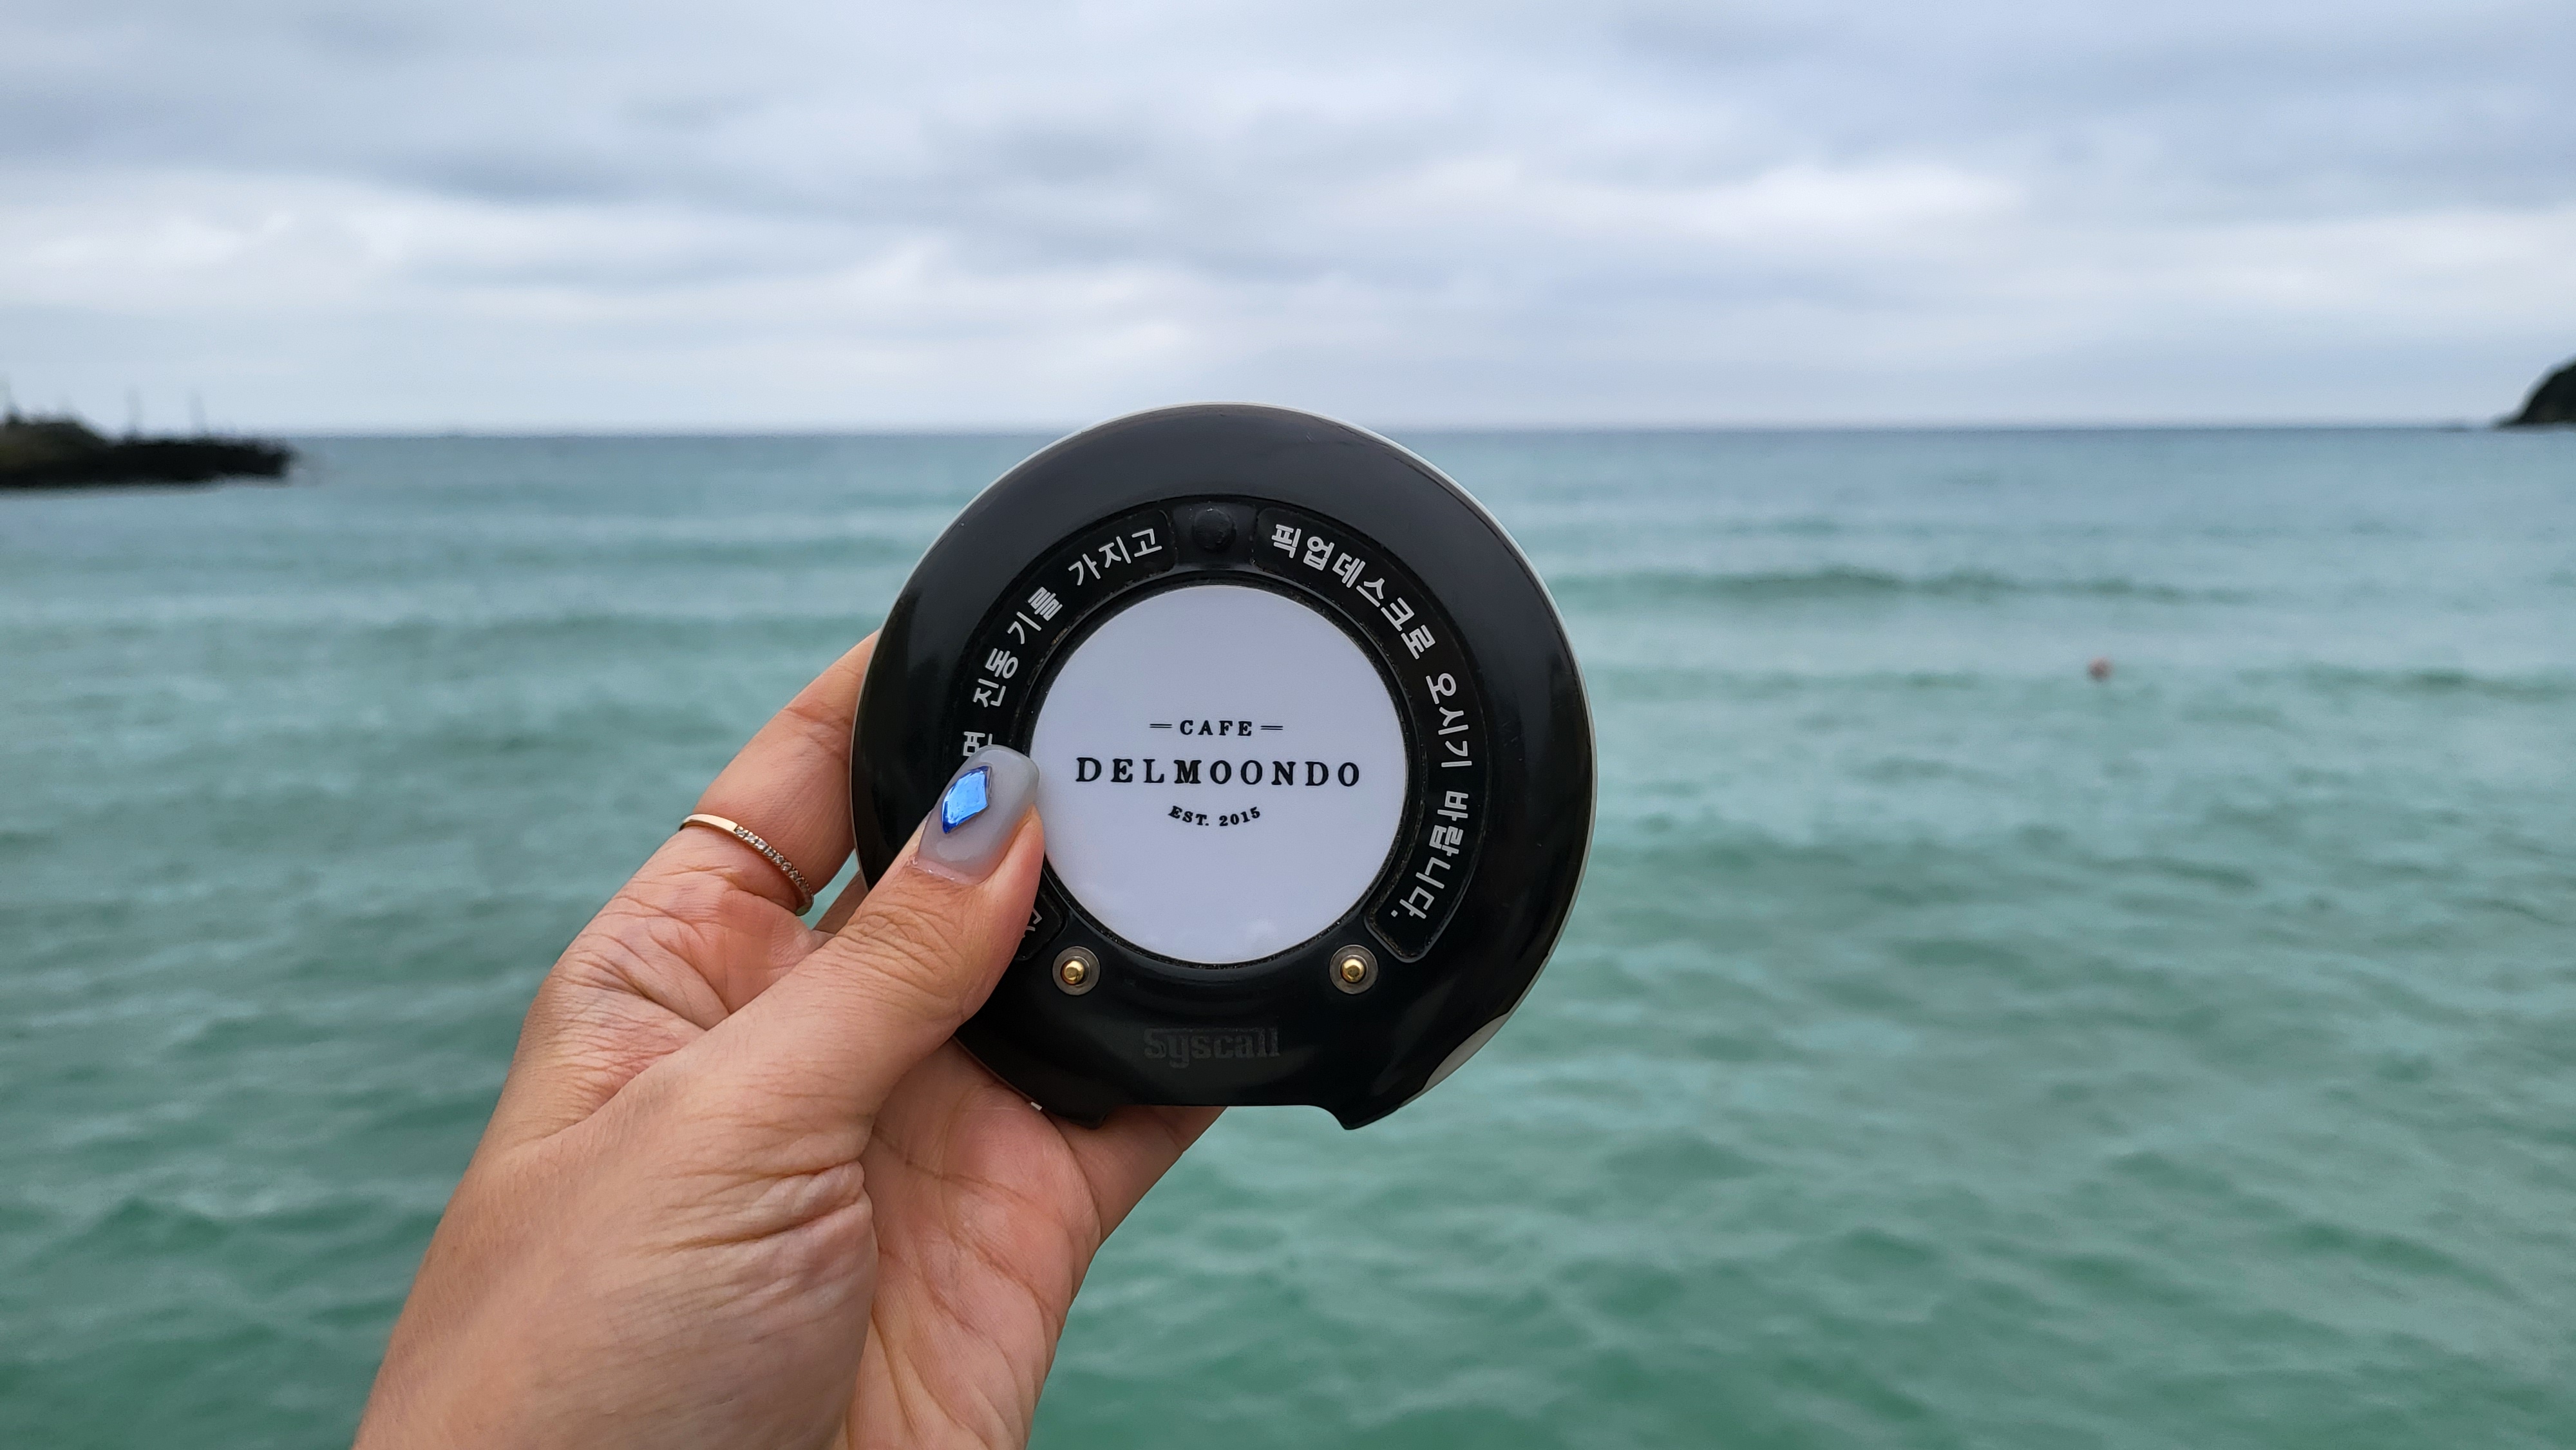 진동기를 가지고
픽업데스크로 오시기 바랍니다.
CAFE
DELMOONDO
EST. 2015
Syscall